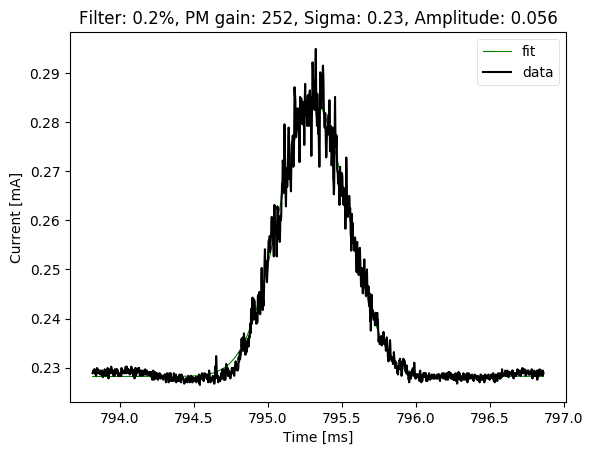 Filter: 0.2%, PM gain: 252, Sigma: 0.23, Amplitude: 0.056
fit
data
0.29
0.28
0.27
0.26
0.25
0.24
0.23
Current [mA]
794.0 794.5 795.0 795.5 796.0 796.5 797.0
Time [ms]